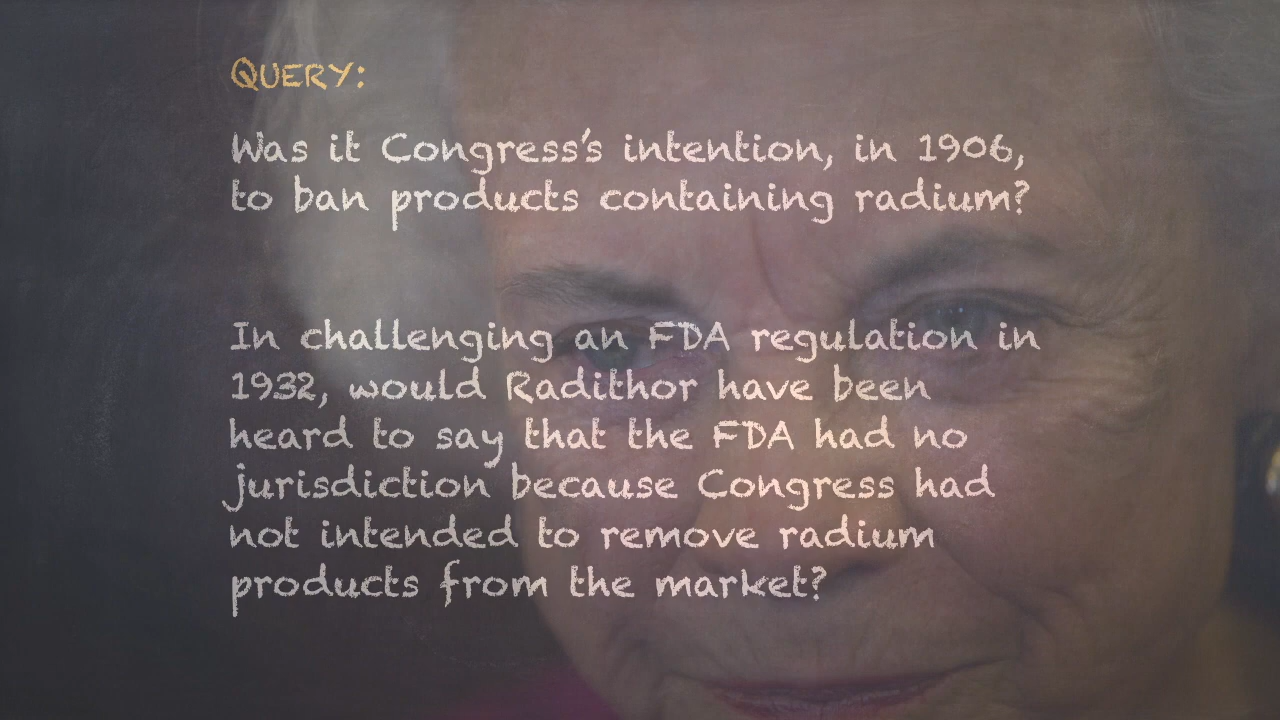 QUERY:
Was it Congress's intention, in 1906,
to ban products containing radium?
In challenging an FDA regulation in
1932, would Radithor have been
heard to say that the FDA had no
jurisdiction because Congress had
not intended to remove radium
products from the market?